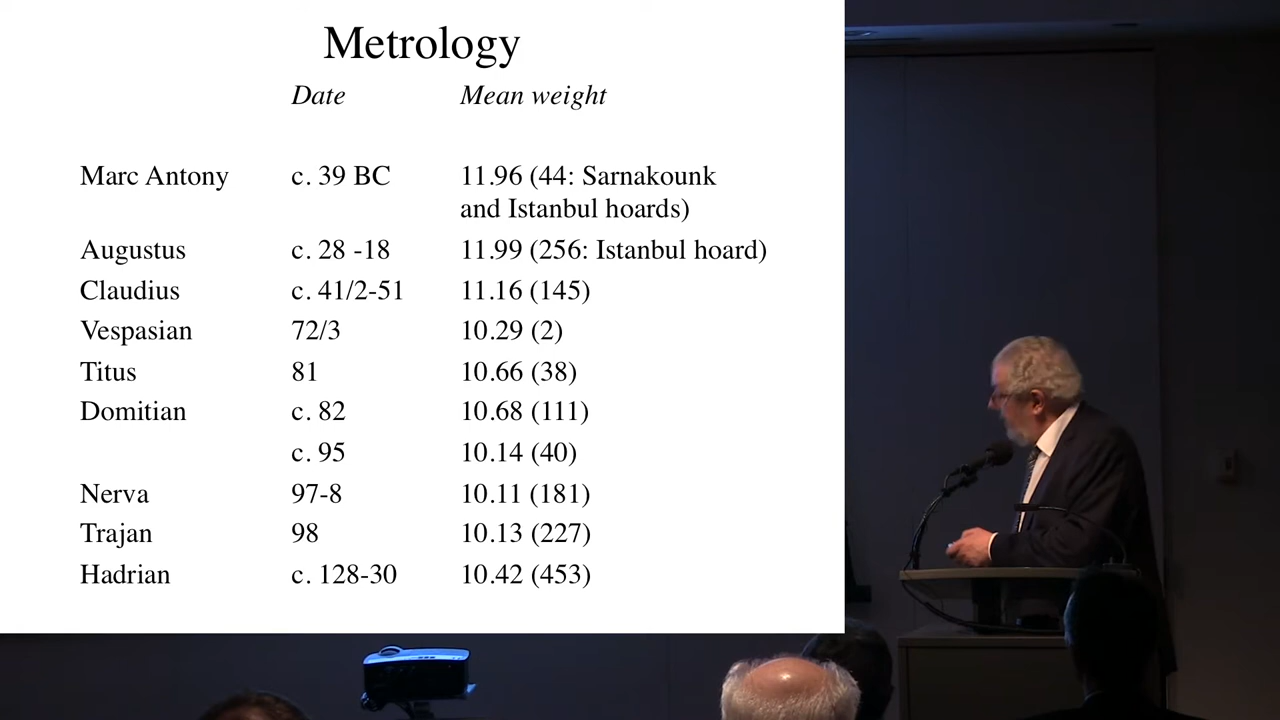 Metrology
Date Mean weight
Marc Antony c. 39 BC 11.96 (44: Sarnakounk
and Istanbul hoards)
Augustus c. 28 -18 11.99 (256: Istanbul hoard)
Claudius c. 41/2-51 11.16 (145)
Vespasian 72/3 10.29 (2)
Titus 81 10.66 (38)
Domitian c. 82 10.68 (111)
c. 95 10.14 (40)
Nerva 97-8 10.11 (181)
Trajan 98 10.13 (227)
Hadrian c. 128-30 10.42 (453)